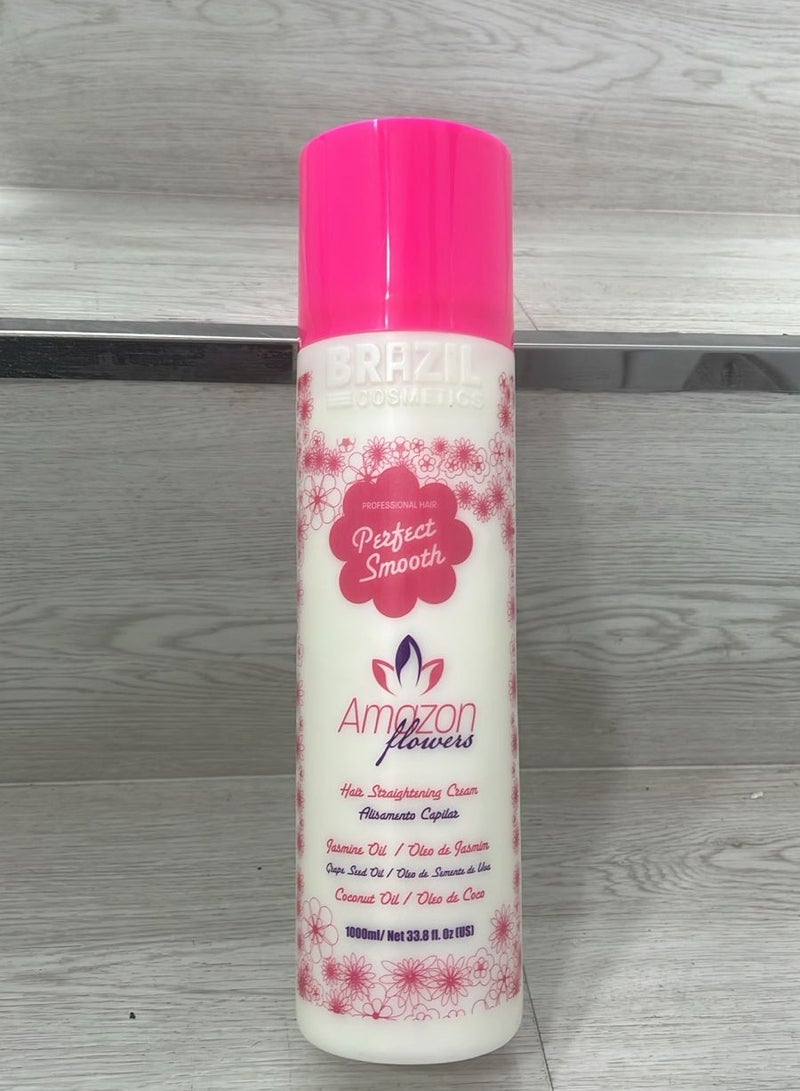 BRAZIL
COSMETICS
PROFESSIONAL HAIR
Perfect
Smooth
Amazon
flowers
Hair Straightening Cream
Alisamento Capilar
Jasmine Oil / Oleo de Jasmim
Grape Seed Oil / Oleo de Semente de Uva
Coconut Oil / Oleo de Coco
1000ml/ Net 33.8 fl. Oz (US)